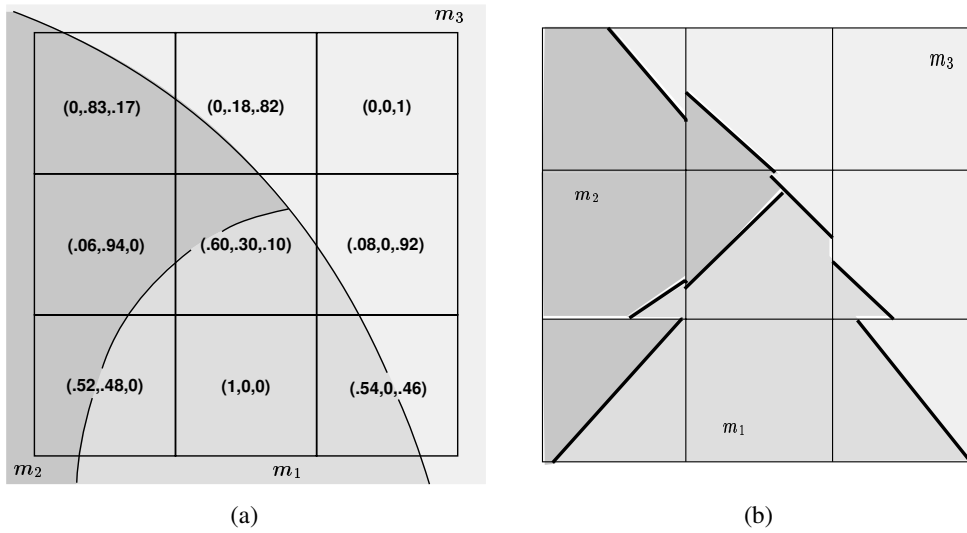 m₃
(0,.83,.17) (0,.18,.82) (0,0,1)
(.06,.94,0) (.60,.30,.10) (.08,0,.92)
(.52,.48,0) (1,0,0) (.54,0,.46)
m₂ m₁
(a)
m₃
m₂
m₁
(b)